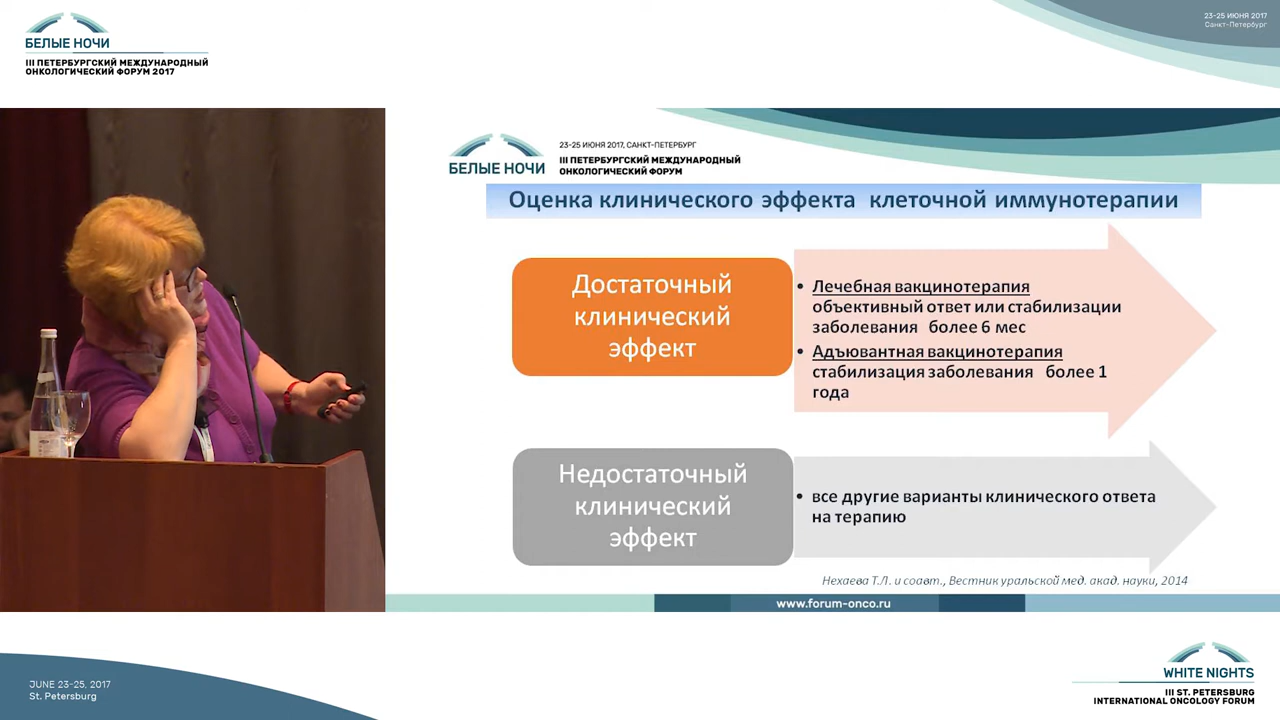 БЕЛЫЕ НОЧИ
III ПЕТЕРБУРГСКИЙ МЕЖДУНАРОДНЫЙ
ОНКОЛОГИЧЕСКИЙ ФОРУМ 2017
23-25 ИЮНЯ 2017
Санкт-Петербург
БЕЛЫЕ НОЧИ
23-25 ИЮНЯ 2017, САНКТ-ПЕТЕРБУРГ
III ПЕТЕРБУРГСКИЙ МЕЖДУНАРОДНЫЙ
ОНКОЛОГИЧЕСКИЙ ФОРУМ
Оценка клинического эффекта клеточной иммунотерапии
Достаточный
клинический
эффект
• Лечебная вакцинотерапия
объективный ответ или стабилизации
заболевания более 6 мес
• Адъювантная вакцинотерапия
стабилизация заболевания более 1
года
Недостаточный
клинический
эффект
• все другие варианты клинического ответа
на терапию
Нехаева Т.Л. и соавт., Вестник уральской мед. акад. науки, 2014
www.forum-onco.ru
JUNE 23-25, 2017
St. Petersburg
WHITE NIGHTS
III ST. PETERSBURG
INTERNATIONAL ONCOLOGY FORUM